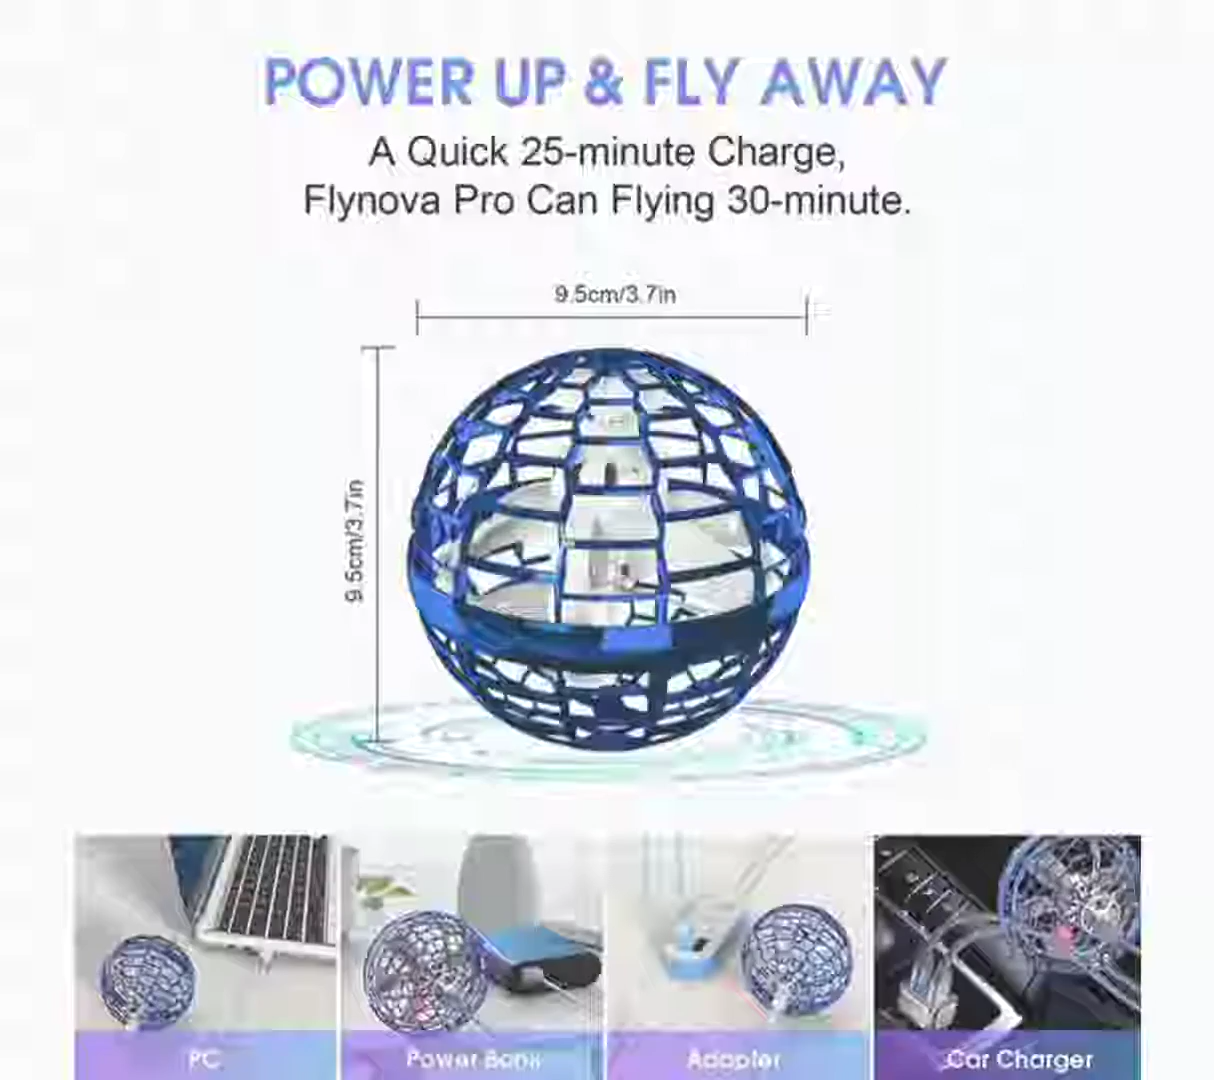 POWER UP & FLY AWAY
A Quick 25-minute Charge,
Flynova Pro Can Flying 30-minute.
9.5cm/3.7in
9.5cm/3.7in
PC
Power Bank
Adapter
Car Charger